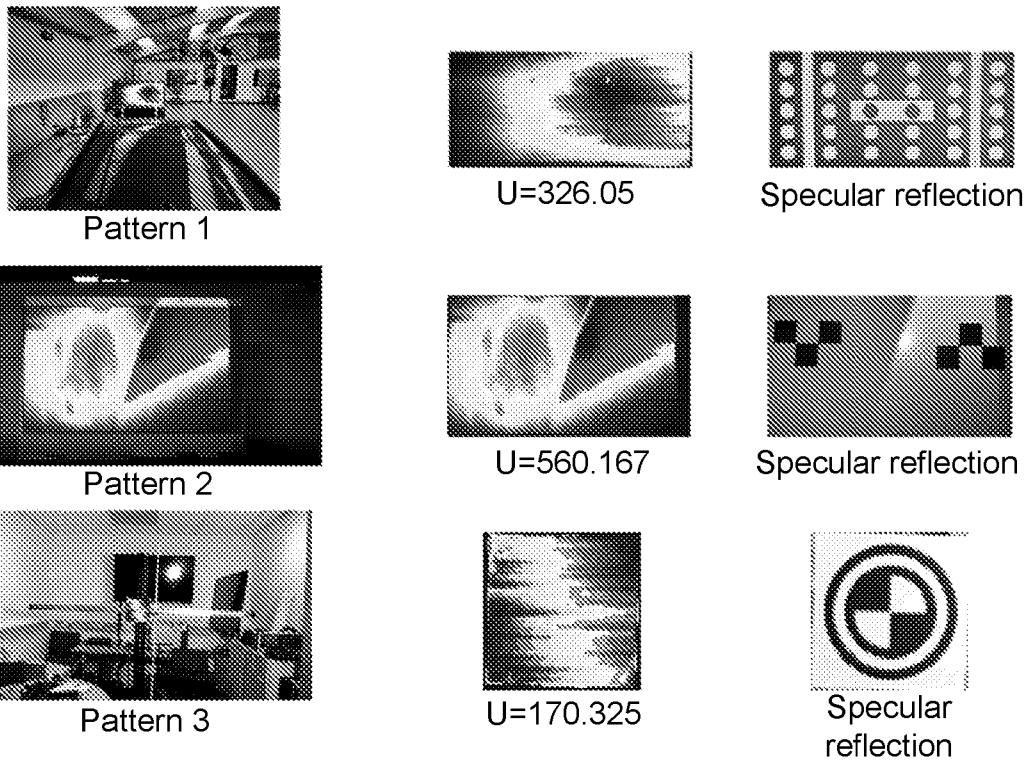 U=326.05
Specular reflection
Pattern 1
U=560.167
Specular reflection
Pattern 2
U=170.325
Specular
reflection
Pattern 3